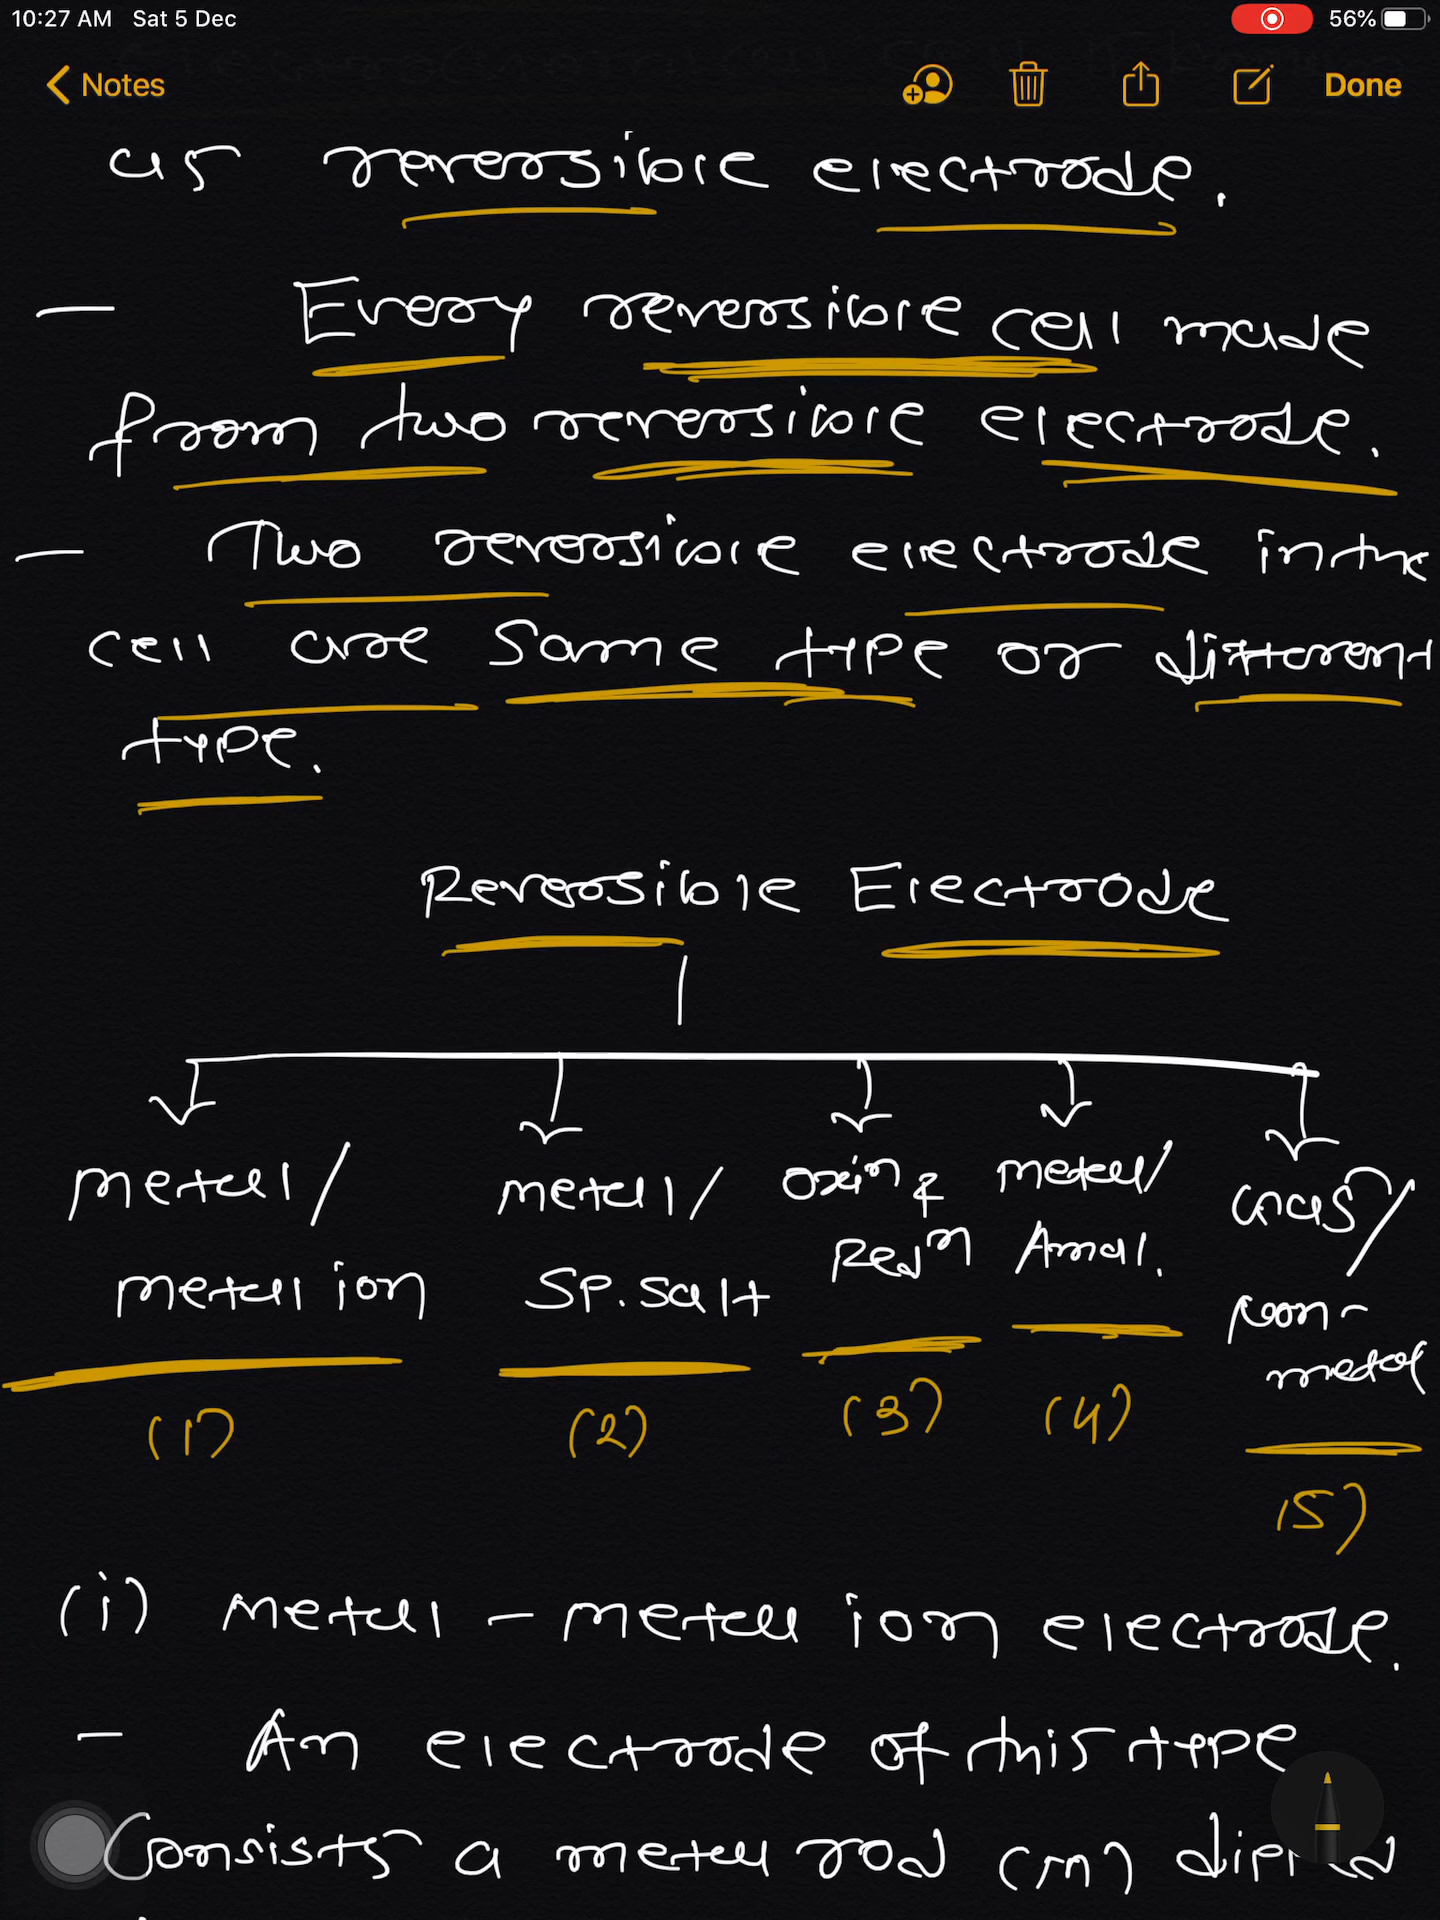 10:27 AM Sat 5 Dec 56%
Notes Done
as reversible electrode.
— Every reversible cell made
from two reversible electrode.
— Two reversible electrode in the
cell are same type or different
type.
Reversible Electrode
metal/ metal/ oxiⁿ & metal/ Gas/
metal ion sp. salt Redⁿ Amal. non-
metal
(1) (2) (3) (4)
(5)
(i) Metal - metal ion electrode.
- An electrode of this type
Consists a metal rod (m) dipped